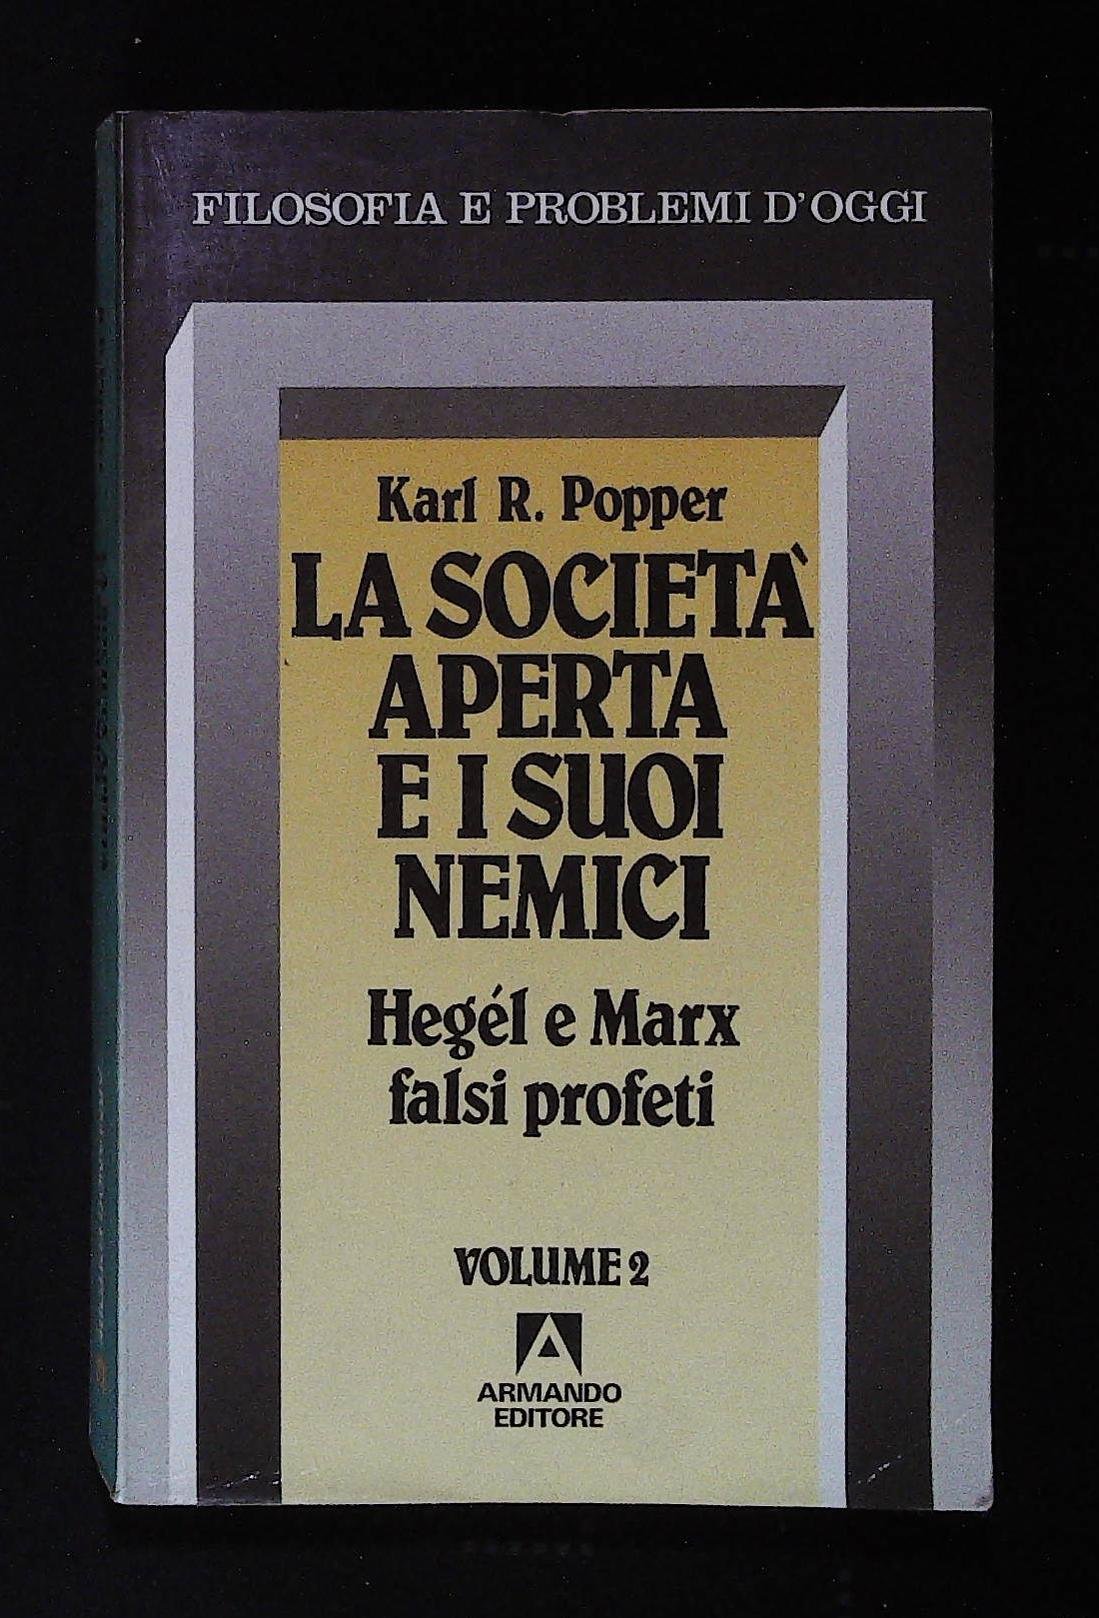 FILOSOFIA E PROBLEMI D'OGGI
Karl R. Popper
LA SOCIETÀ
APERTA
E I SUOI
NEMICI
Hegél e Marx
falsi profeti
VOLUME 2
ARMANDO
EDITORE